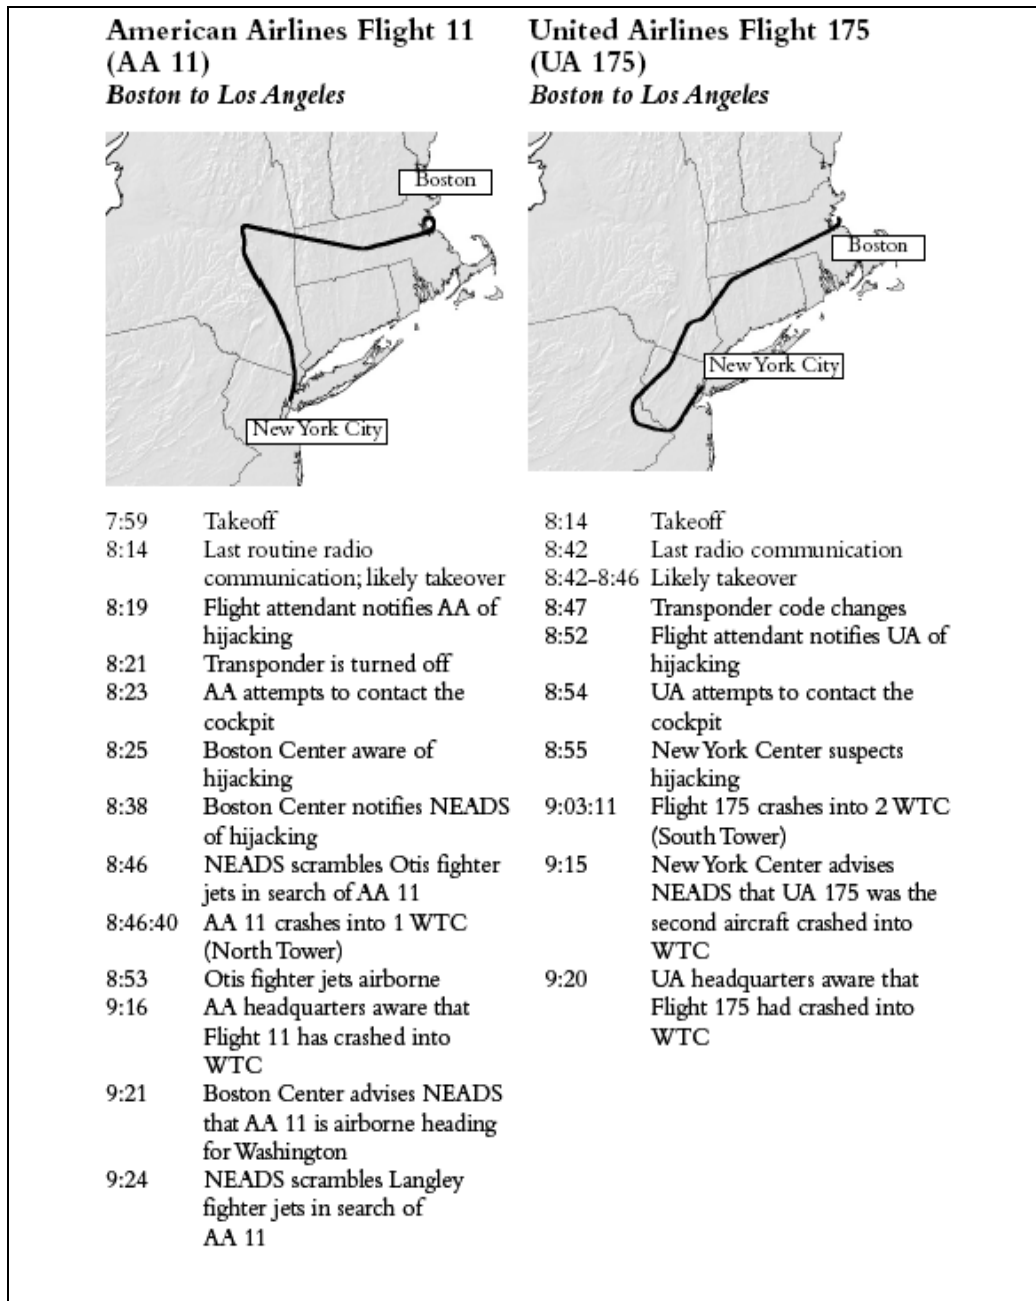 American Airlines Flight 11
(AA 11)
Boston to Los Angeles
Boston
New York City
7:59 Takeoff
8:14 Last routine radio
communication; likely takeover
8:19 Flight attendant notifies AA of
hijacking
8:21 Transponder is turned off
8:23 AA attempts to contact the
cockpit
8:25 Boston Center aware of
hijacking
8:38 Boston Center notifies NEADS
of hijacking
8:46 NEADS scrambles Otis fighter
jets in search of AA 11
8:46:40 AA 11 crashes into 1 WTC
(North Tower)
8:53 Otis fighter jets airborne
9:16 AA headquarters aware that
Flight 11 has crashed into
WTC
9:21 Boston Center advises NEADS
that AA 11 is airborne heading
for Washington
9:24 NEADS scrambles Langley
fighter jets in search of
AA 11
United Airlines Flight 175
(UA 175)
Boston to Los Angeles
Boston
New York City
8:14 Takeoff
8:42 Last radio communication
8:42-8:46 Likely takeover
8:47 Transponder code changes
8:52 Flight attendant notifies UA of
hijacking
8:54 UA attempts to contact the
cockpit
8:55 New York Center suspects
hijacking
9:03:11 Flight 175 crashes into 2 WTC
(South Tower)
9:15 New York Center advises
NEADS that UA 175 was the
second aircraft crashed into
WTC
9:20 UA headquarters aware that
Flight 175 had crashed into
WTC